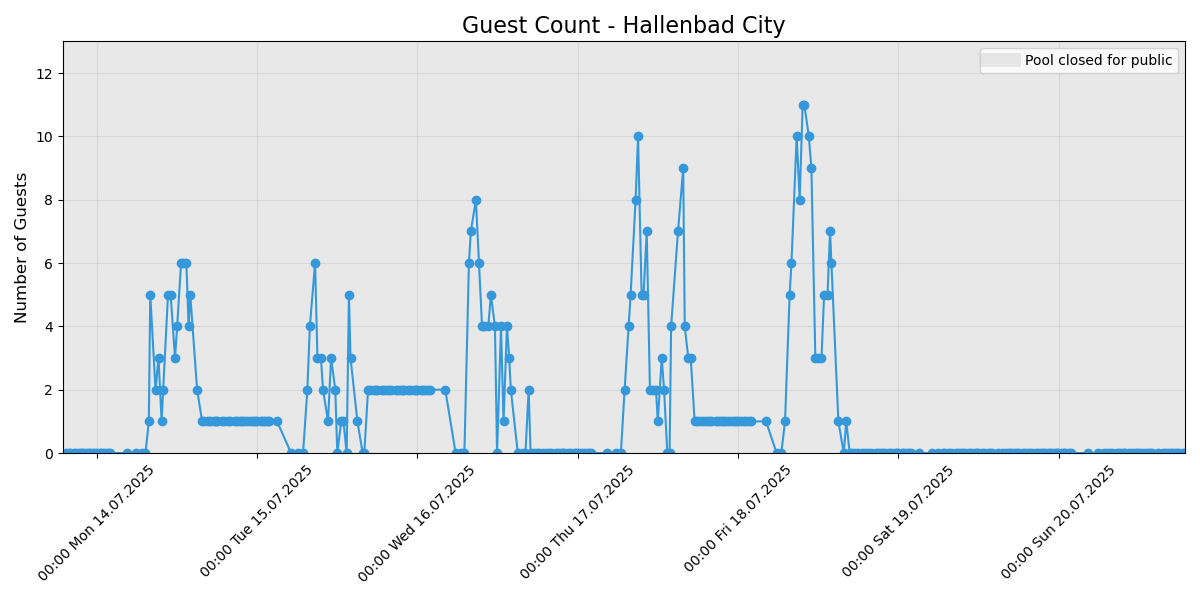 Guest Count - Hallenbad City
Pool closed for public
Number of Guests
12
10
8
6
4
2
0
00:00 Mon 14.07.2025
00:00 Tue 15.07.2025
00:00 Wed 16.07.2025
00:00 Thu 17.07.2025
00:00 Fri 18.07.2025
00:00 Sat 19.07.2025
00:00 Sun 20.07.2025